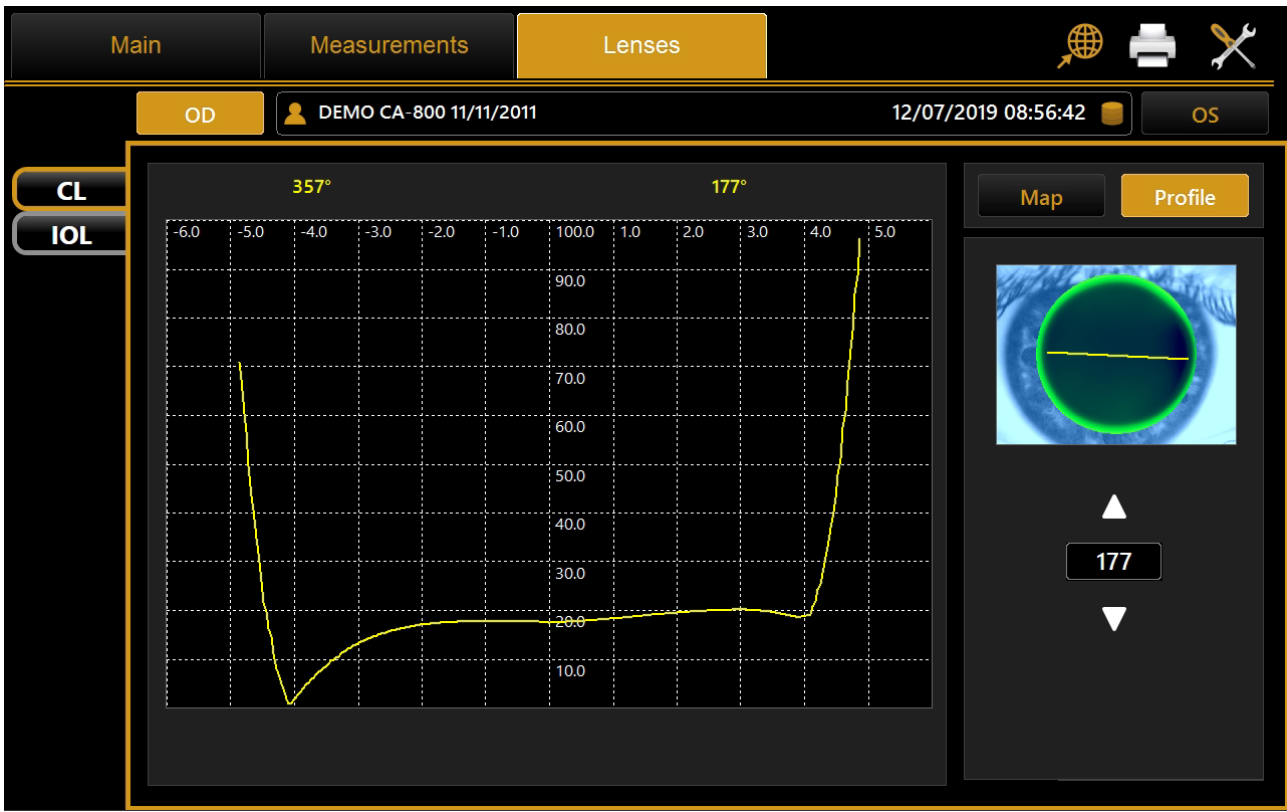 Main Measurements Lenses
OD DEMO CA-800 11/11/2011 12/07/2019 08:56:42 OS
CL
IOL
357° 177°
-6.0 -5.0 -4.0 -3.0 -2.0 -1.0 100.0 1.0 2.0 3.0 4.0 5.0
90.0
80.0
70.0
60.0
50.0
40.0
30.0
20.0
10.0
Map Profile
177